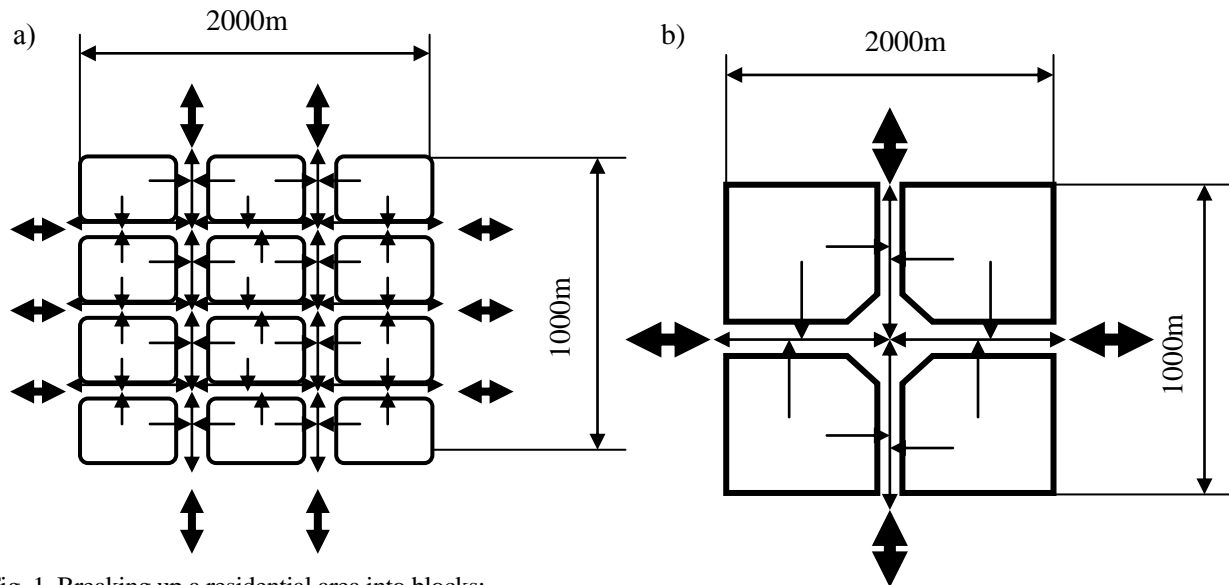 a)
2000m
1000m
b)
2000m
1000m
Fig. 1. Breaking up a residential area into blocks: